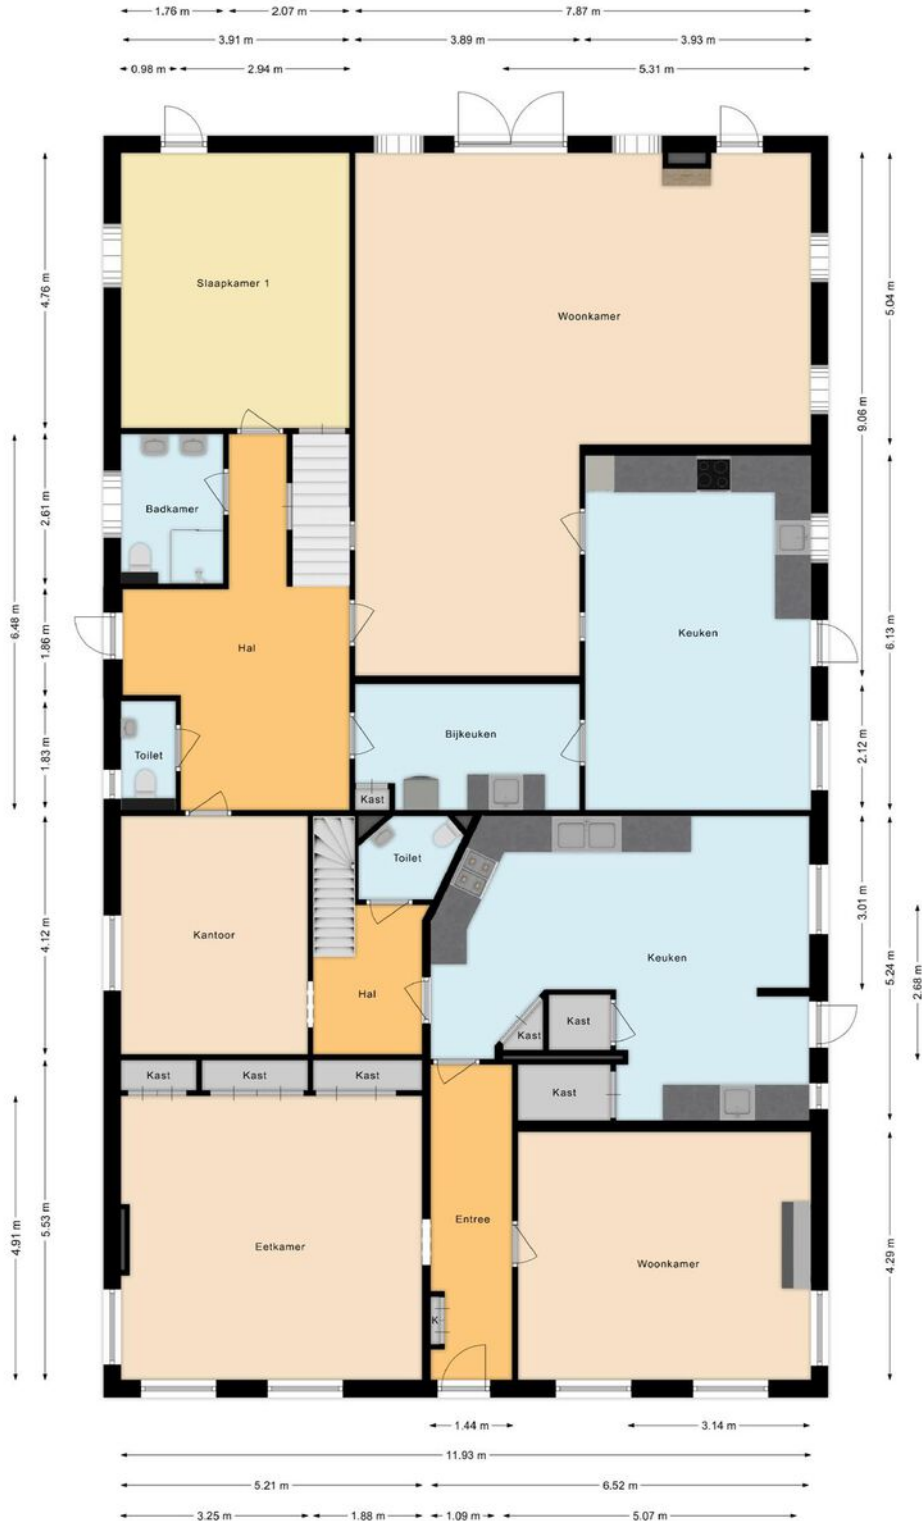 1.76 m
2.07 m
7.87 m
3.91 m
3.89 m
3.93 m
0.98 m
2.94 m
5.31 m
4.76 m
Slaapkamer 1
Woonkamer
5.04 m
9.06 m
2.61 m
Badkamer
6.48 m
1.86 m
Hal
Keuken
6.13 m
1.83 m
Toilet
Bijkeuken
2.12 m
Kast
Toilet
3.01 m
4.12 m
Kantoor
Keuken
5.24 m
2.68 m
Hal
Kast
Kast
Kast
Kast
Kast
Kast
4.91 m
5.53 m
Eetkamer
Entree
Woonkamer
4.29 m
K
1.44 m
3.14 m
11.93 m
5.21 m
6.52 m
3.25 m
1.88 m
1.09 m
5.07 m